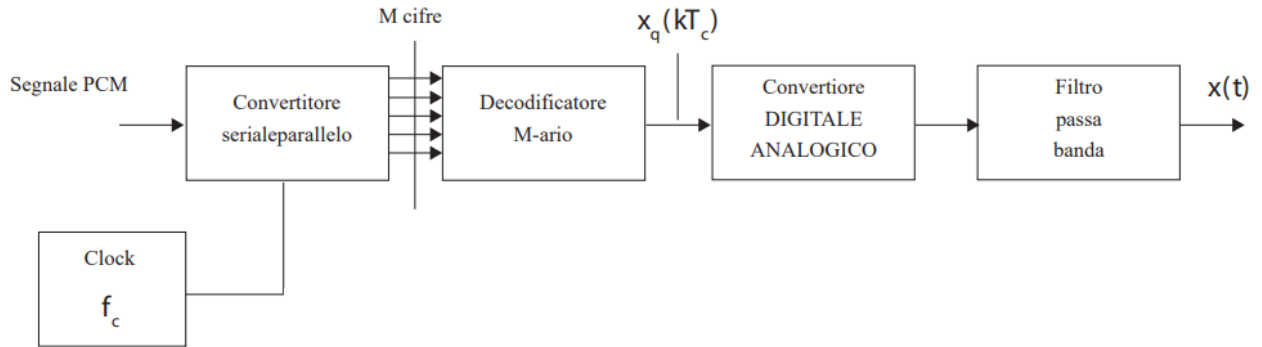 M cifre
x_q(kT_c)
Segnale PCM
Convertitore
serialeparallelo
Decodificatore
M-ario
Convertiore
DIGITALE
ANALOGICO
Filtro
passa
banda
x(t)
Clock
f_c